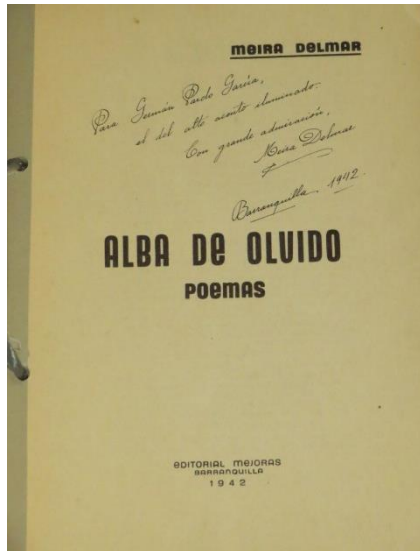 MEIRA DELMAR
Para Germán Pardo García,
el del alto acento iluminado.
Con grande admiración,
Meira Delmar
Barranquilla, 1942
ALBA DE OLVIDO
POEMAS
EDITORIAL MEJORAS
BARRANQUILLA
1942